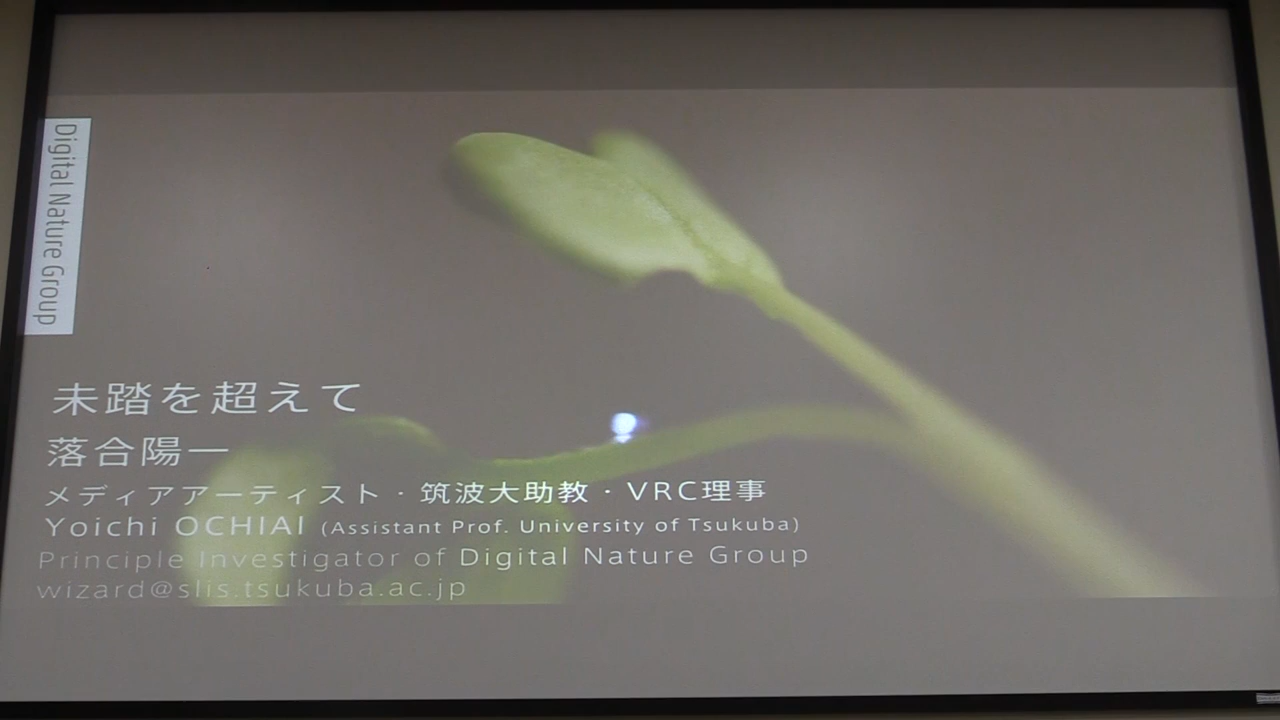 Digital Nature Group
未踏を超えて
落合陽一
メディアアーティスト・筑波大助教・VRC理事
Yoichi OCHIAI (Assistant Prof. University of Tsukuba)
Principle Investigator of Digital Nature Group
wizard@slis.tsukuba.ac.jp